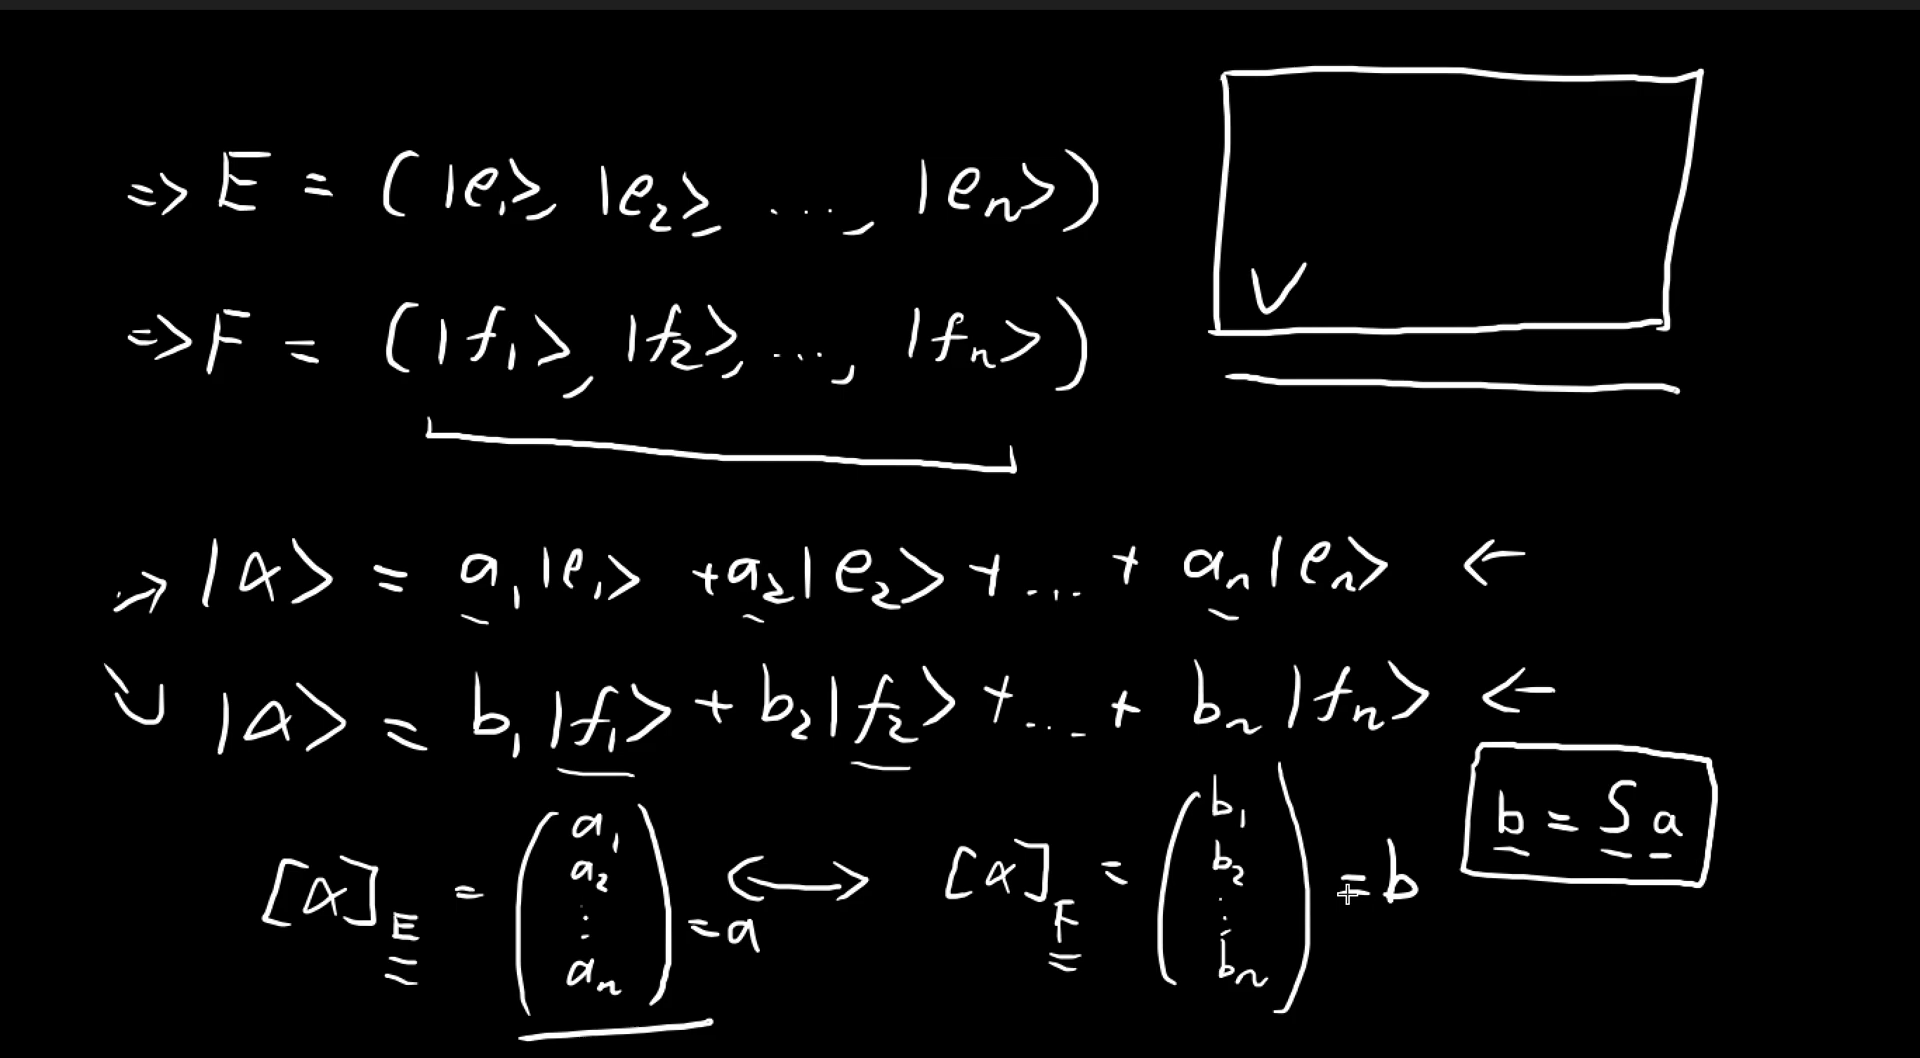 => E = (|e₁>, |e₂>, ..., |eₙ>)
V
=> F = (|f₁>, |f₂>, ..., |fₙ>)
→ |α> = a₁|e₁> + a₂|e₂> + ... + aₙ|eₙ> ←
↘ |α> = b₁|f₁> + b₂|f₂> + ... + bₙ|fₙ> ←
b = S a
[α]_E = (a₁ a₂ ⋮ aₙ) = a <-> [α]_F = (b₁ b₂ ⋮ bₙ) = b